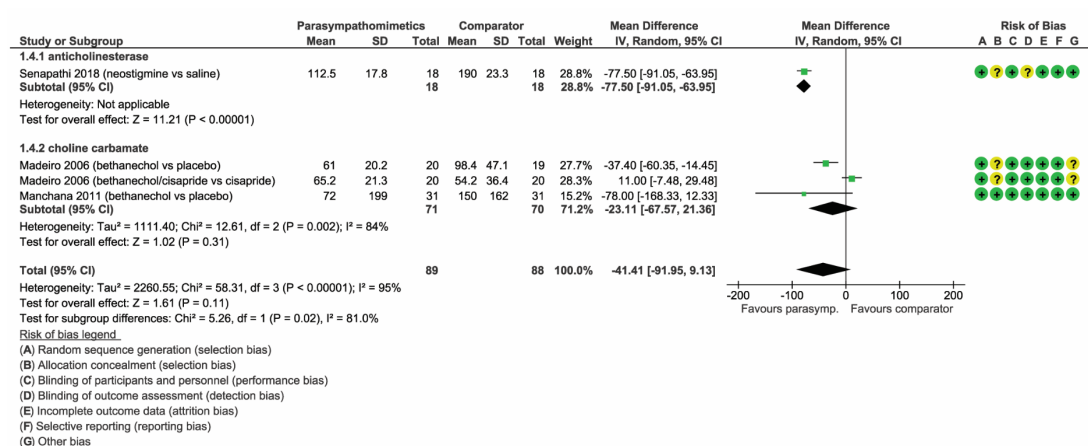 Parasympathomimetics Comparator Mean Difference Mean Difference Risk of Bias
Study or Subgroup Mean SD Total Mean SD Total Weight IV, Random, 95% CI IV, Random, 95% CI A B C D E F G
1.4.1 anticholinesterase
Senapathi 2018 (neostigmine vs saline) 112.5 17.8 18 190 23.3 18 28.8% -77.50 [-91.05, -63.95] + ? + ? + + +
Subtotal (95% CI) 18 18 28.8% -77.50 [-91.05, -63.95]
Heterogeneity: Not applicable
Test for overall effect: Z = 11.21 (P < 0.00001)
1.4.2 choline carbamate
Madeiro 2006 (bethanechol vs placebo) 61 20.2 20 98.4 47.1 19 27.7% -37.40 [-60.35, -14.45] + ? + + + + ?
Madeiro 2006 (bethanechol/cisapride vs cisapride) 65.2 21.3 20 54.2 36.4 20 28.3% 11.00 [-7.48, 29.48] + ? + + + + ?
Manchana 2011 (bethanechol vs placebo) 72 199 31 150 162 31 15.2% -78.00 [-168.33, 12.33] + + + + + + +
Subtotal (95% CI) 71 70 71.2% -23.11 [-67.57, 21.36]
Heterogeneity: Tau² = 1111.40; Chi² = 12.61, df = 2 (P = 0.002); I² = 84%
Test for overall effect: Z = 1.02 (P = 0.31)
Total (95% CI) 89 88 100.0% -41.41 [-91.95, 9.13]
Heterogeneity: Tau² = 2260.55; Chi² = 58.31, df = 3 (P < 0.00001); I² = 95%
Test for overall effect: Z = 1.61 (P = 0.11)
Test for subgroup differences: Chi² = 5.26, df = 1 (P = 0.02), I² = 81.0%
-200 -100 0 100 200
Favours parasymp. Favours comparator
Risk of bias legend
(A) Random sequence generation (selection bias)
(B) Allocation concealment (selection bias)
(C) Blinding of participants and personnel (performance bias)
(D) Blinding of outcome assessment (detection bias)
(E) Incomplete outcome data (attrition bias)
(F) Selective reporting (reporting bias)
(G) Other bias